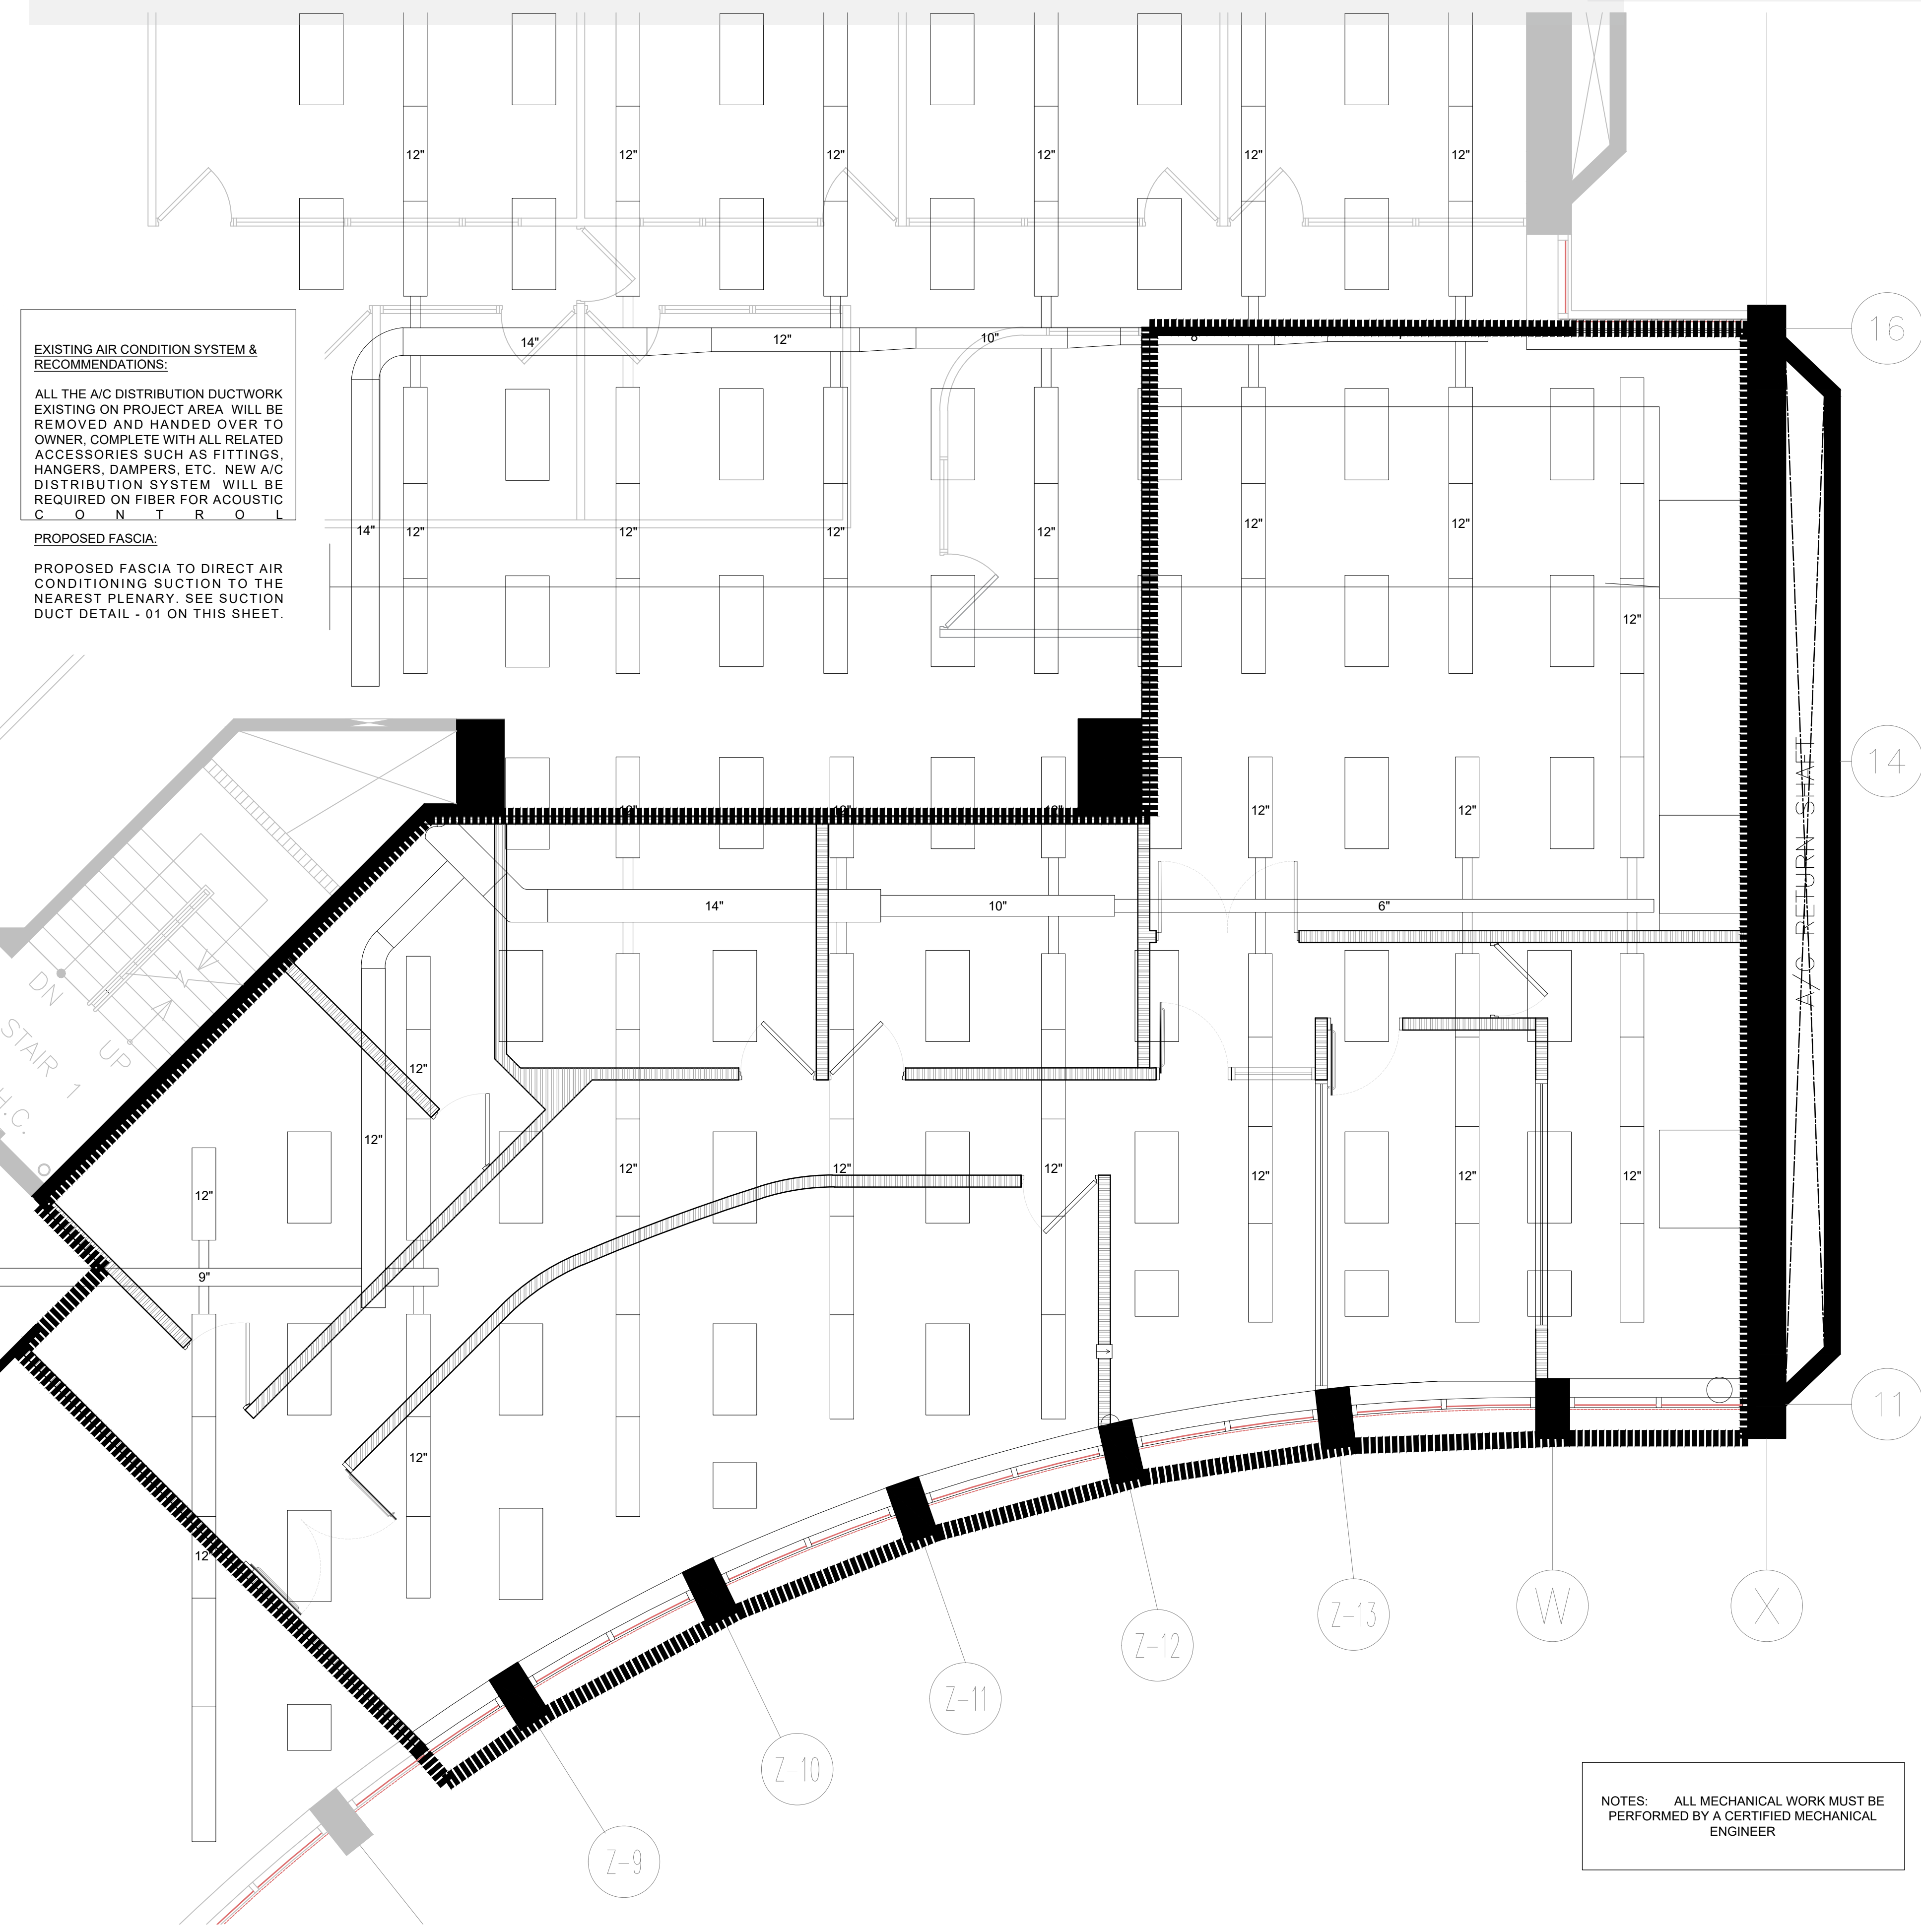 12" 12" 12" 12" 12" 12"
EXISTING AIR CONDITION SYSTEM &
RECOMMENDATIONS:
ALL THE A/C DISTRIBUTION DUCTWORK
EXISTING ON PROJECT AREA WILL BE
REMOVED AND HANDED OVER TO
OWNER, COMPLETE WITH ALL RELATED
ACCESSORIES SUCH AS FITTINGS,
HANGERS, DAMPERS, ETC. NEW A/C
DISTRIBUTION SYSTEM WILL BE
REQUIRED ON FIBER FOR ACOUSTIC
C O N T R O L
PROPOSED FASCIA:
PROPOSED FASCIA TO DIRECT AIR
CONDITIONING SUCTION TO THE
NEAREST PLENARY. SEE SUCTION
DUCT DETAIL - 01 ON THIS SHEET.
14" 12" 10"
16
14" 12" 12" 12" 12" 12" 12"
12"
14
12" 12"
A/C RETURN SHAFT
14" 10" 6"
DN
UP
STAIR 1
H.C.
12"
12"
12" 12" 12" 12" 12" 12" 12"
9"
11
12"
12"
Z-13
W
X
Z-12
Z-11
Z-10
Z-9
NOTES: ALL MECHANICAL WORK MUST BE
PERFORMED BY A CERTIFIED MECHANICAL
ENGINEER